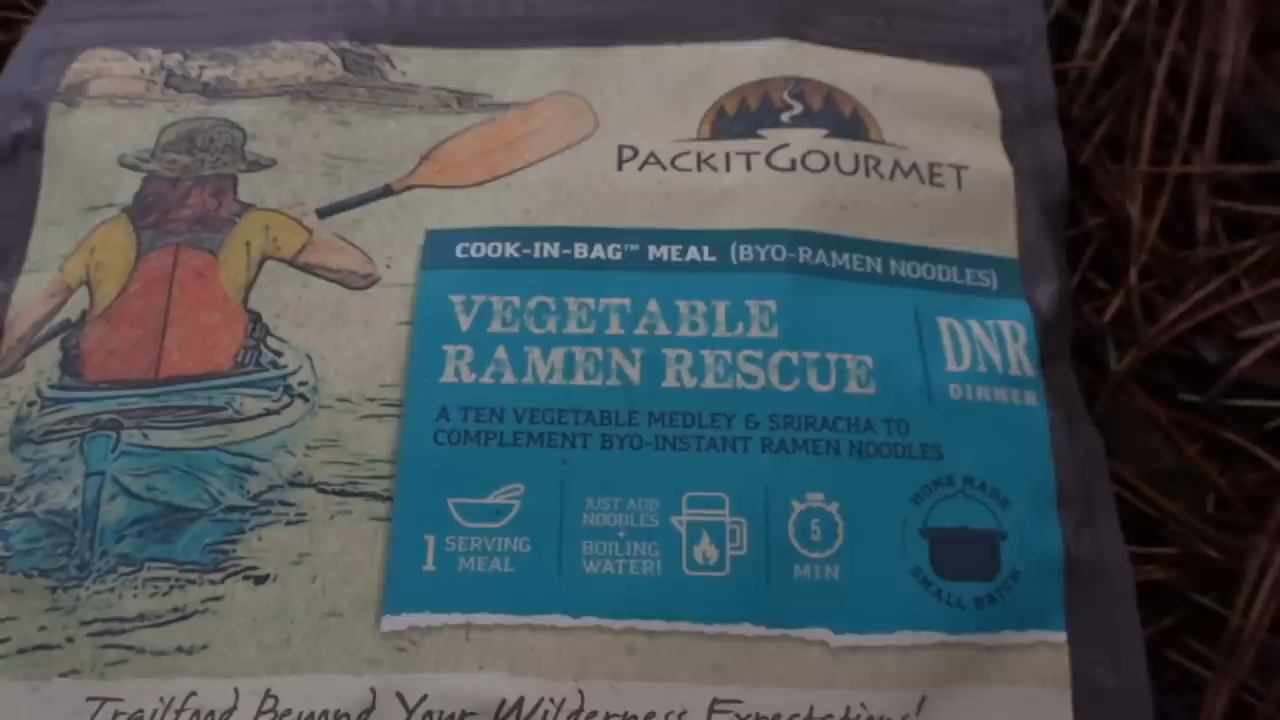 PACKITGOURMET
COOK-IN-BAG™ MEAL (BYO-RAMEN NOODLES)
VEGETABLE
RAMEN RESCUE
DNR
DINNER
A TEN VEGETABLE MEDLEY & SRIRACHA TO
COMPLEMENT BYO-INSTANT RAMEN NOODLES
1 SERVING
MEAL
JUST ADD
NOODLES
+
BOILING
WATER!
5
MIN
HOME MADE
SMALL BATCH
Trailfood Beyond Your Wilderness Expectations!